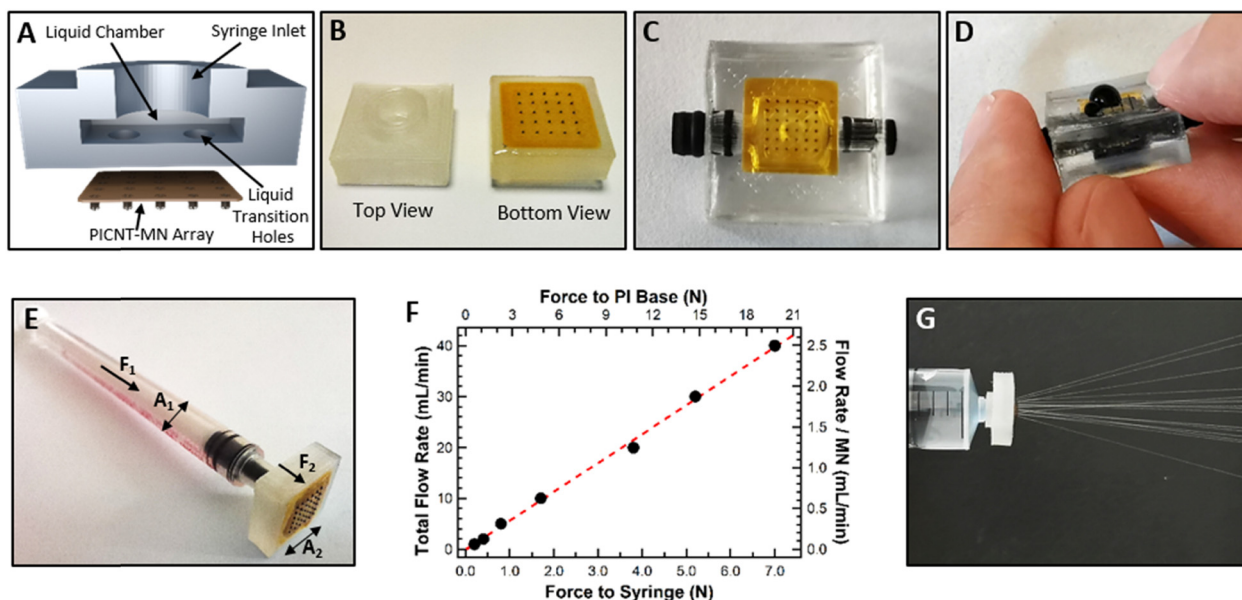 A
Liquid Chamber
Syringe Inlet
Liquid
Transition
Holes
PICNT-MN Array
B
Top View
Bottom View
C
D
E
F₁
A₁
F₂
A₂
F
Force to PI Base (N)
0 3 6 9 12 15 18 21
Total Flow Rate (mL/min)
40
30
20
10
0
2.5
2.0
1.5
1.0
0.5
0.0
Flow Rate / MN (mL/min)
0.0 1.0 2.0 3.0 4.0 5.0 6.0 7.0
Force to Syringe (N)
G